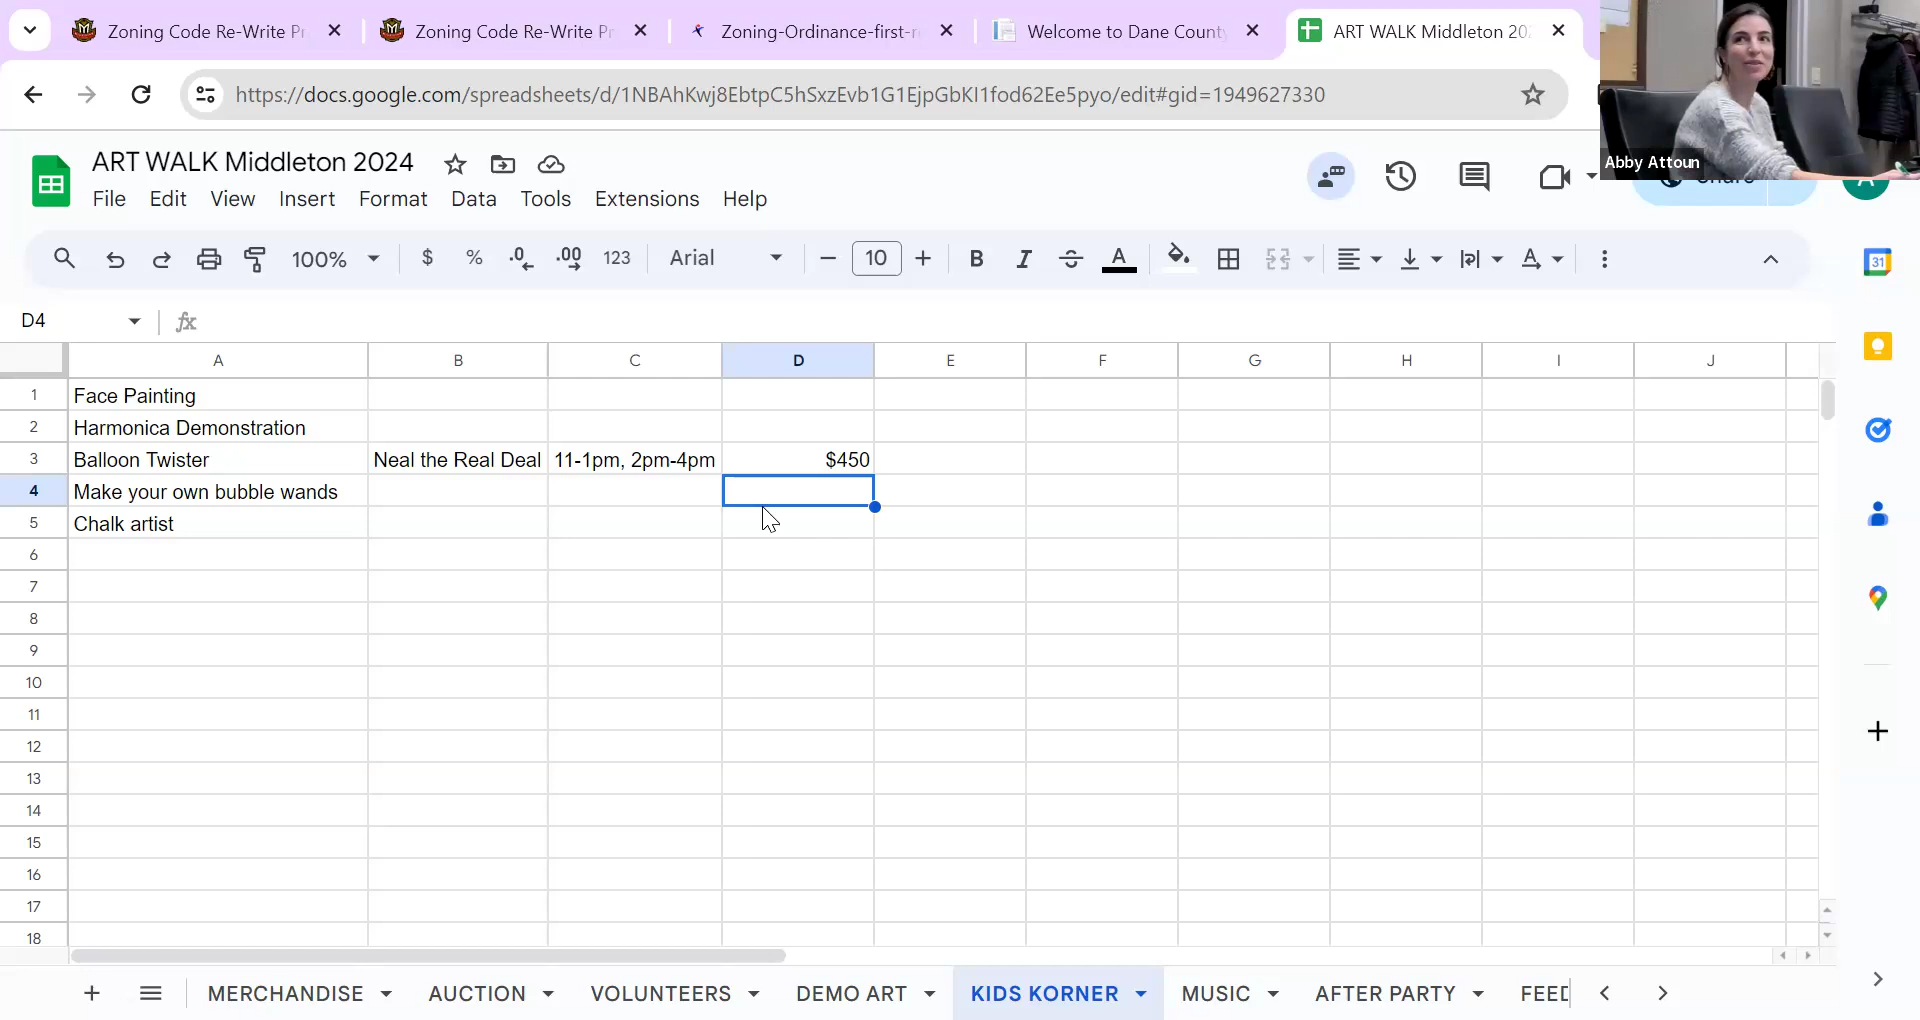 Zoning Code Re-Write Pr
Zoning Code Re-Write Pr
Zoning-Ordinance-first-r
Welcome to Dane County
ART WALK Middleton 202
https://docs.google.com/spreadsheets/d/1NBAhKwj8EbtpC5hSxzEvb1G1EjpGbKI1fod62Ee5pyo/edit#gid=1949627330
Abby Attoun
ART WALK Middleton 2024
File Edit View Insert Format Data Tools Extensions Help
Share
A
100% $ % .0 .00 123 Arial 10 B I S A
31
D4 fx
A B C D E F G H I J
1 Face Painting
2 Harmonica Demonstration
3 Balloon Twister Neal the Real Deal 11-1pm, 2pm-4pm $450
4 Make your own bubble wands
5 Chalk artist
6
7
8
9
10
11
12
13
14
15
16
17
18
MERCHANDISE AUCTION VOLUNTEERS DEMO ART KIDS KORNER MUSIC AFTER PARTY FEED